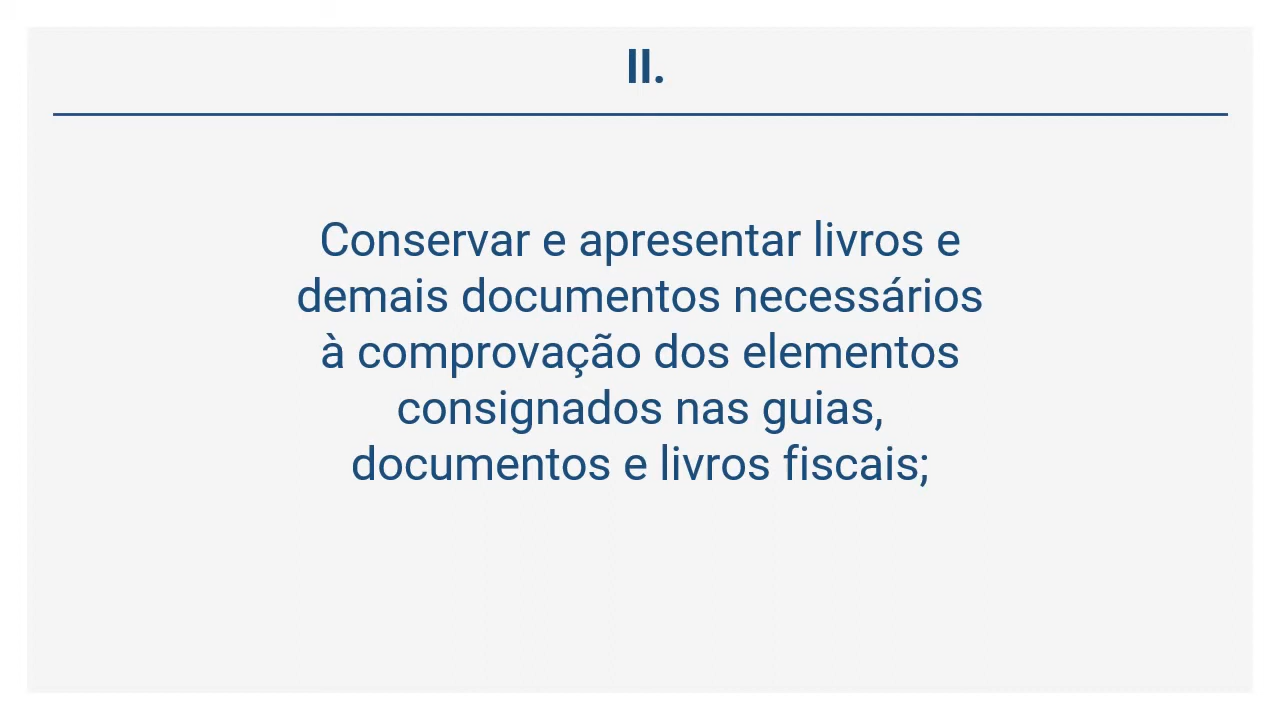 II.
Conservar e apresentar livros e
demais documentos necessários
à comprovação dos elementos
consignados nas guias,
documentos e livros fiscais;